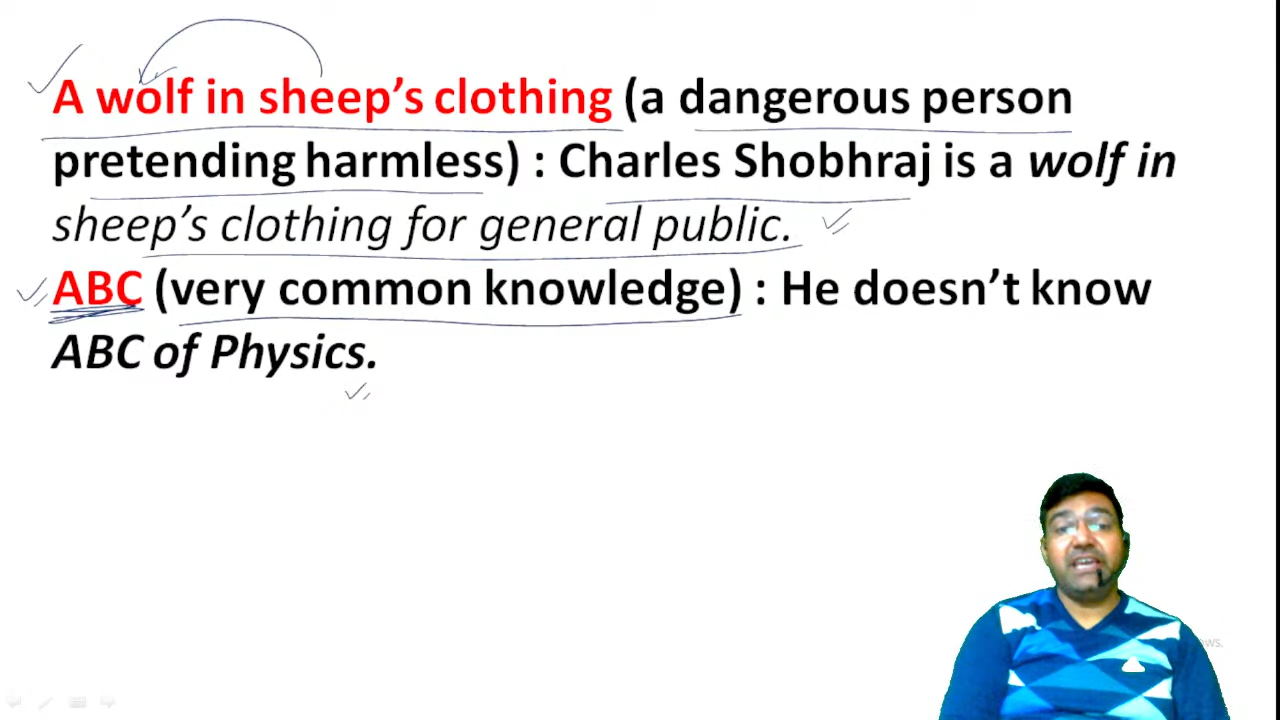 A wolf in sheep’s clothing (a dangerous person
pretending harmless) : Charles Shobhraj is a wolf in
sheep’s clothing for general public.
ABC (very common knowledge) : He doesn’t know
ABC of Physics.